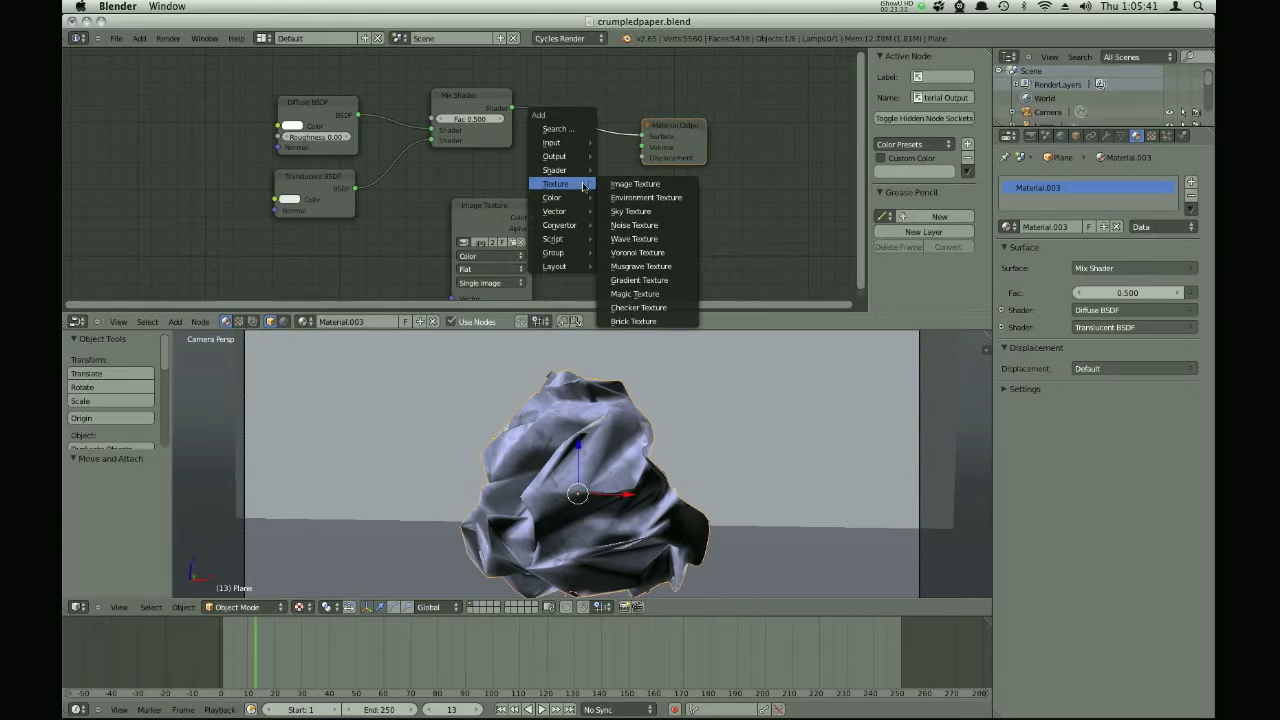 Blender Window
iShowU HD
00:23:31
Thu 1:05:41
crumpledpaper.blend
File Add Render Window Help
Default
Scene
Cycles Render
v2.65 | Verts:5560 | Faces:5438 | Objects:1/6 | Lamps:0/1 | Mem:12.78M (1.81M) | Plane
View Search All Scenes
Active Node
Label:
Name: terial Output
Toggle Hidden Node Sockets
Color Presets
Custom Color
Grease Pencil
New
New Layer
Delete Frame Convert
Scene
RenderLayers
World
Camera
Plane Material.003
Material.003
Material.003 F Data
Surface
Surface: Mix Shader
Fac: 0.500
Shader: Diffuse BSDF
Shader: Translucent BSDF
Displacement
Displacement: Default
Settings
Diffuse BSDF
BSDF
Color
Roughness 0.00
Normal
Translucent BSDF
BSDF
Color
Normal
Mix Shader
Shader
Fac 0.500
Shader
Shader
Image Texture
Color
Alpha
.jpg 2 F
Color
Flat
Single Image
Vector
Material Outpu
Surface
Volume
Displacement
Add
Search ...
Input
Output
Shader
Texture
Color
Vector
Convertor
Script
Group
Layout
Image Texture
Environment Texture
Sky Texture
Noise Texture
Wave Texture
Voronoi Texture
Musgrave Texture
Gradient Texture
Magic Texture
Checker Texture
Brick Texture
View Select Add Node
Material.003 F
Use Nodes
Object Tools
Transform:
Translate
Rotate
Scale
Origin
Object:
Duplicate Objects
Move and Attach
Camera Persp
(13) Plane
View Select Object Object Mode Global
-50 -40 -30 -20 -10 0 10 20 30 40 50 60 70 80 90 100 110 120 130 140 150 160 170 180 190 200 210 220 230 240 250
View Marker Frame Playback Start: 1 End: 250 13 No Sync